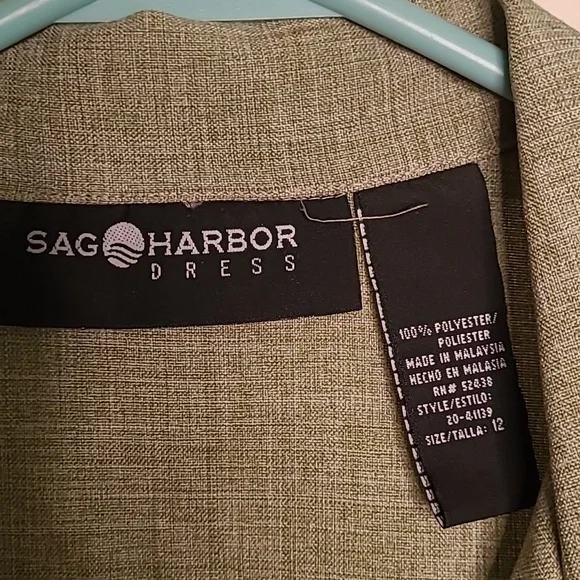 SAG HARBOR
DRESS
100% POLYESTER/
POLIESTER
MADE IN MALAYSIA
HECHO EN MALASIA
RN# 52438
STYLE/ESTILO:
20-41139
SIZE/TALLA: 12